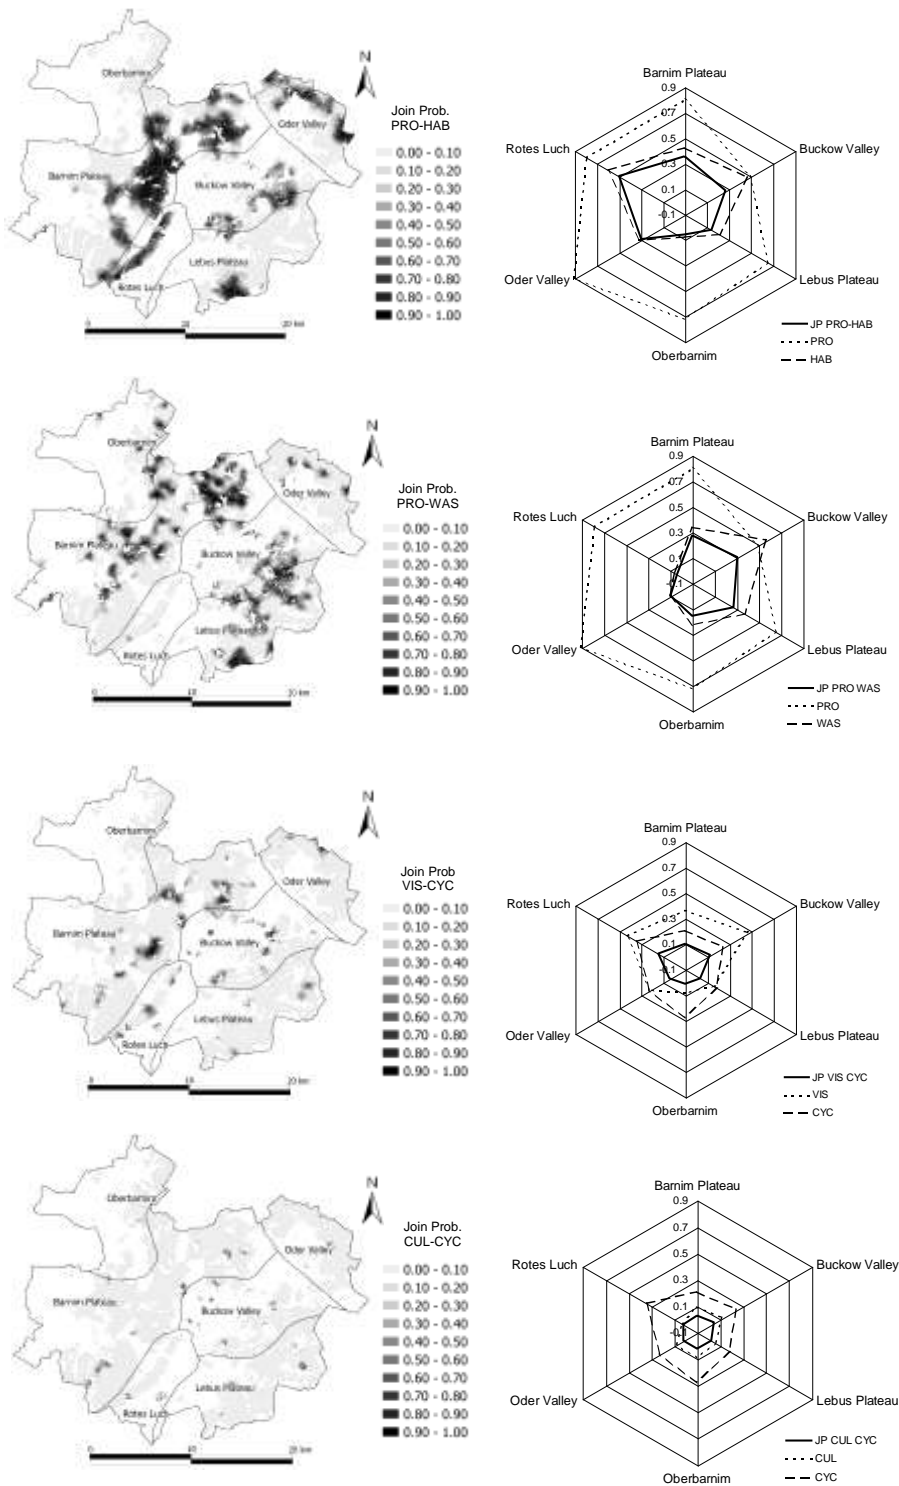 Oberbarnim
N
Join Prob.
PRO-HAB
Oder Valley
Barnim Plateau
Buckow Valley
Lebus Plateau
Rotes Luch
0.00 - 0.10
0.10 - 0.20
0.20 - 0.30
0.30 - 0.40
0.40 - 0.50
0.50 - 0.60
0.60 - 0.70
0.70 - 0.80
0.80 - 0.90
0.90 - 1.00
0 10 20 km
Barnim Plateau
0.9
0.7
0.5
0.3
0.1
-0.1
Rotes Luch
Buckow Valley
Oder Valley
Lebus Plateau
Oberbarnim
JP PRO-HAB
PRO
HAB
Oberbarnim
N
Join Prob.
PRO-WAS
Oder Valley
Barnim Plateau
Buckow Valley
Lebus Plateau
Rotes Luch
0.00 - 0.10
0.10 - 0.20
0.20 - 0.30
0.30 - 0.40
0.40 - 0.50
0.50 - 0.60
0.60 - 0.70
0.70 - 0.80
0.80 - 0.90
0.90 - 1.00
0 10 20 km
Barnim Plateau
0.9
0.7
0.5
0.3
0.1
-0.1
Rotes Luch
Buckow Valley
Oder Valley
Lebus Plateau
Oberbarnim
JP PRO WAS
PRO
WAS
Oberbarnim
N
Join Prob
VIS-CYC
Oder Valley
Barnim Plateau
Buckow Valley
Lebus Plateau
Rotes Luch
0.00 - 0.10
0.10 - 0.20
0.20 - 0.30
0.30 - 0.40
0.40 - 0.50
0.50 - 0.60
0.60 - 0.70
0.70 - 0.80
0.80 - 0.90
0.90 - 1.00
0 10 20 km
Barnim Plateau
0.9
0.7
0.5
0.3
0.1
-0.1
Rotes Luch
Buckow Valley
Oder Valley
Lebus Plateau
Oberbarnim
JP VIS CYC
VIS
CYC
Oberbarnim
N
Join Prob.
CUL-CYC
Oder Valley
Barnim Plateau
Buckow Valley
Lebus Plateau
Rotes Luch
0.00 - 0.10
0.10 - 0.20
0.20 - 0.30
0.30 - 0.40
0.40 - 0.50
0.50 - 0.60
0.60 - 0.70
0.70 - 0.80
0.80 - 0.90
0.90 - 1.00
0 10 20 km
Barnim Plateau
0.9
0.7
0.5
0.3
0.1
-0.1
Rotes Luch
Buckow Valley
Oder Valley
Lebus Plateau
Oberbarnim
JP CUL CYC
CUL
CYC